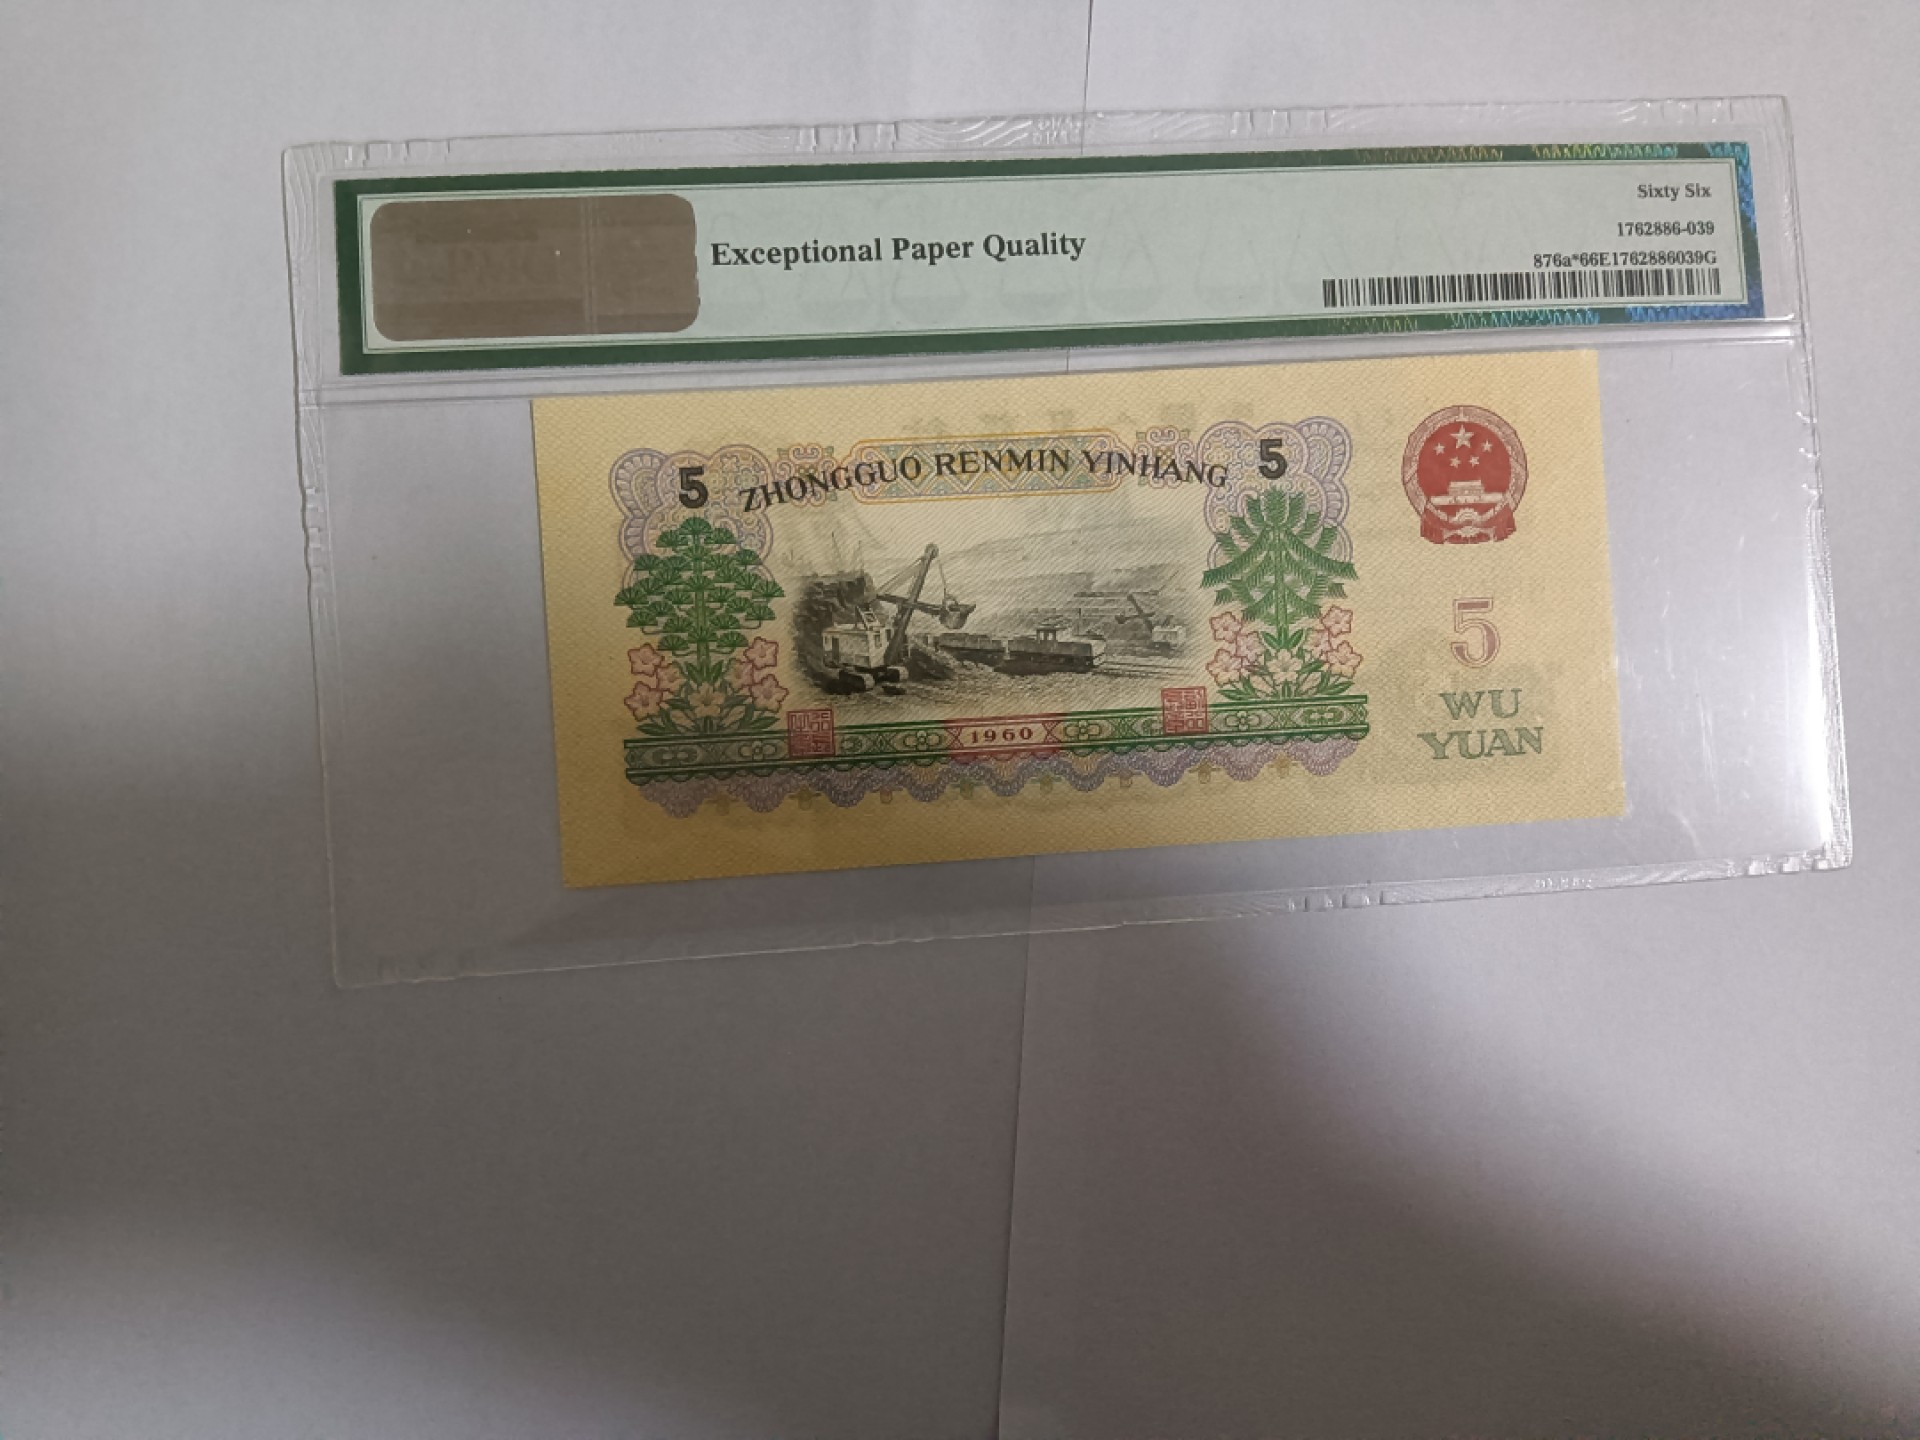 Sixty Six
Exceptional Paper Quality
1762886-039
876a*66E1762886039G
5 ZHONGGUO RENMIN YINHANG 5
5
1960
WU
YUAN